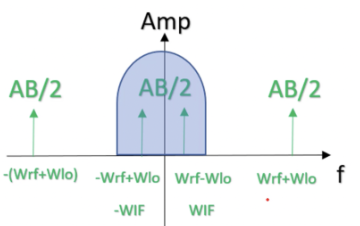 Amp
AB/2 AB/2 AB/2
-(Wrf+Wlo) -Wrf+Wlo Wrf-Wlo Wrf+Wlo f
-WIF WIF